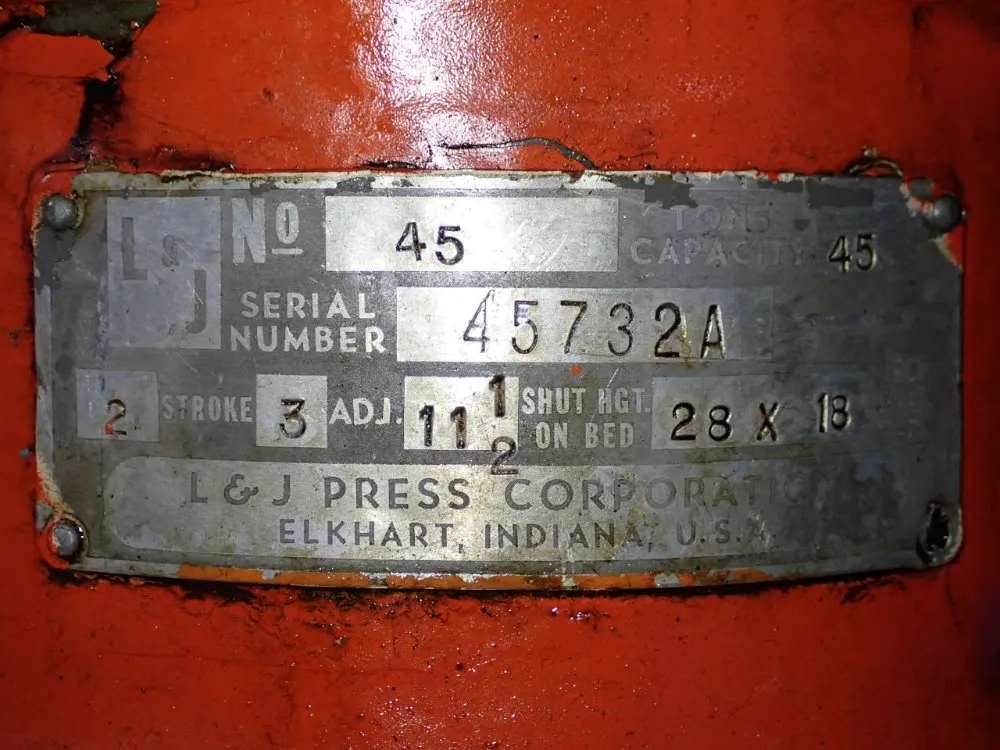 L & J
No 45 TONS CAPACITY 45
SERIAL NUMBER 45732A
2 STROKE 3 ADJ. 11 1/2 SHUT HGT. ON BED 28 X 18
L & J PRESS CORPORATION
ELKHART, INDIANA, U.S.A.